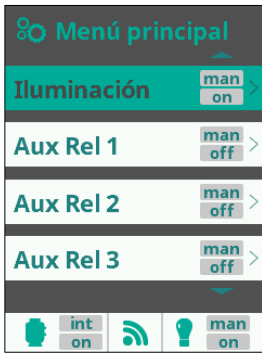 Menú principal
Iluminación
man
on
Aux Rel 1
man
off
Aux Rel 2
man
off
Aux Rel 3
man
off
int
on
man
on